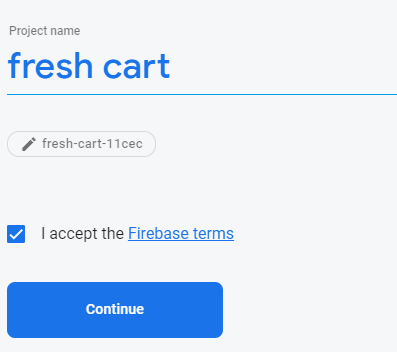 Project name
fresh cart
fresh-cart-11cec
I accept the Firebase terms
Continue